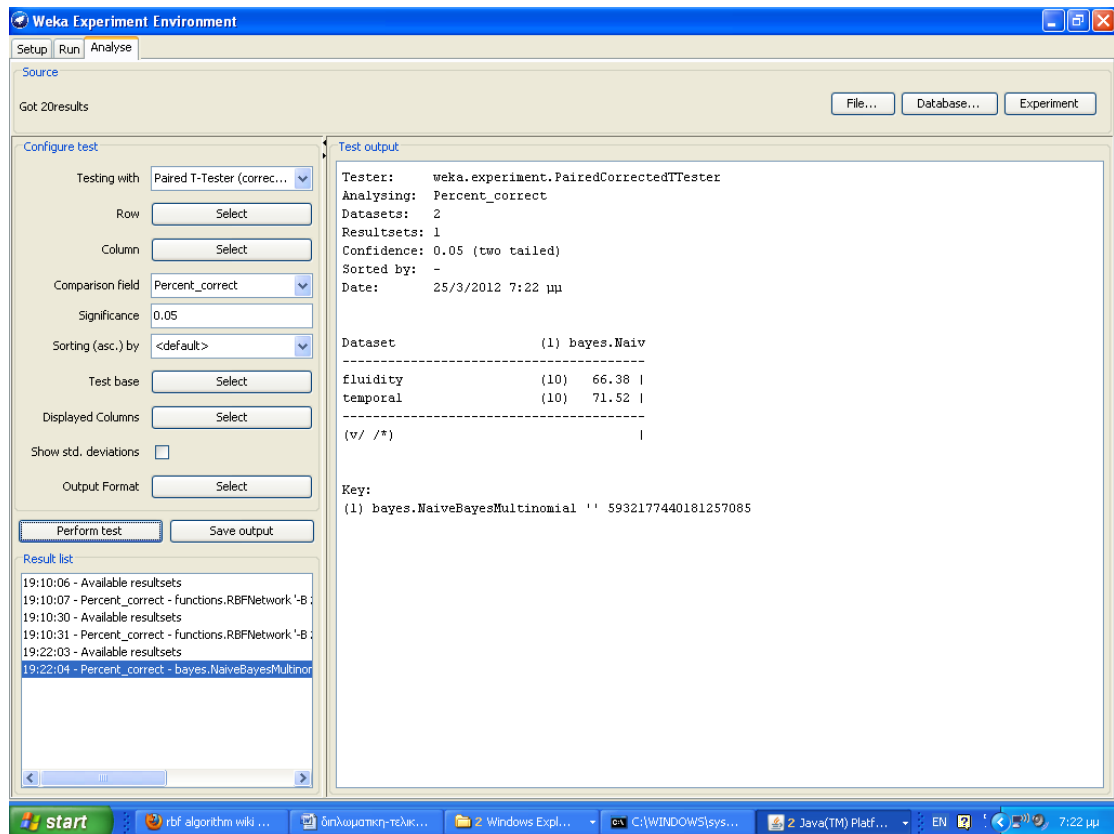 Weka Experiment Environment
Setup Run Analyse
Source
Got 20results
File... Database... Experiment
Configure test
Testing with Paired T-Tester (correc...
Row Select
Column Select
Comparison field Percent_correct
Significance 0.05
Sorting (asc.) by <default>
Test base Select
Displayed Columns Select
Show std. deviations
Output Format Select
Perform test Save output
Result list
19:10:06 - Available resultsets
19:10:07 - Percent_correct - functions.RBFNetwork '-B
19:10:30 - Available resultsets
19:10:31 - Percent_correct - functions.RBFNetwork '-B
19:22:03 - Available resultsets
19:22:04 - Percent_correct - bayes.NaiveBayesMultinor
Test output
Tester: weka.experiment.PairedCorrectedTTester
Analysing: Percent_correct
Datasets: 2
Resultsets: 1
Confidence: 0.05 (two tailed)
Sorted by: -
Date: 25/3/2012 7:22 μμ
Dataset (1) bayes.Naiv
----------------------------------------
fluidity (10) 66.38 |
temporal (10) 71.52 |
----------------------------------------
(v/ /*) |
Key:
(1) bayes.NaiveBayesMultinomial '' 5932177440181257085
start rbf algorithm wiki ... διπλωματικη-τελικ... 2 Windows Expl... C:\WINDOWS\sys... 2 Java(TM) Platf... EN 7:22 μμ